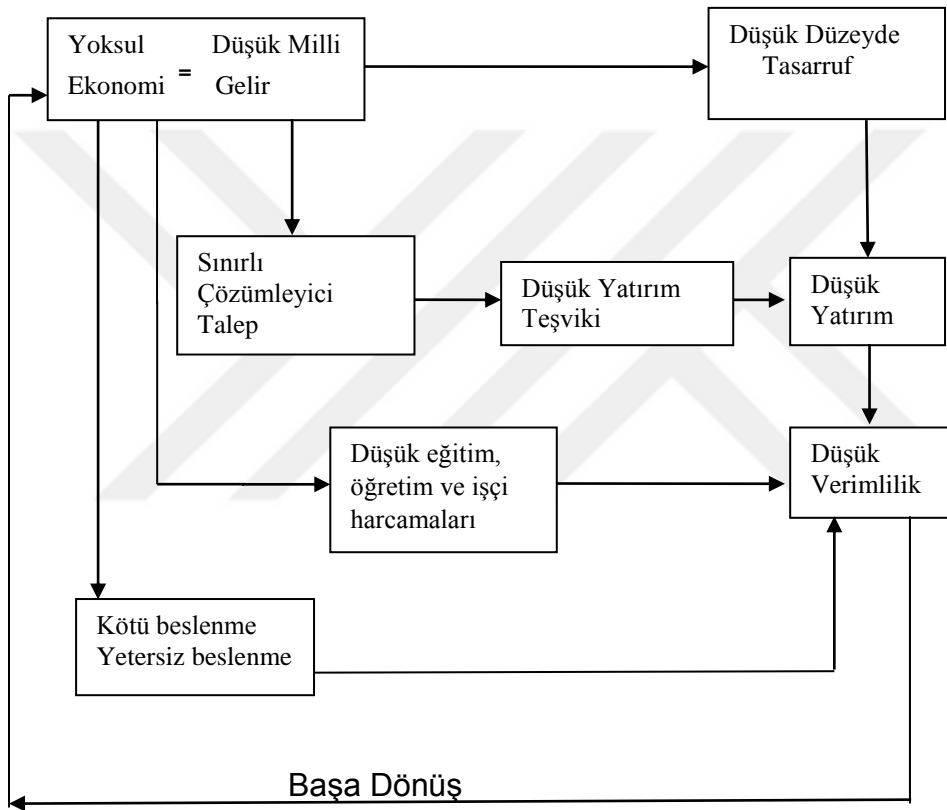 Yoksul Düşük Milli
Ekonomi = Gelir
Düşük Düzeyde
Tasarruf
Sınırlı
Çözümleyici
Talep
Düşük Yatırım
Teşviki
Düşük
Yatırım
Düşük eğitim,
öğretim ve işçi
harcamaları
Düşük
Verimlilik
Kötü beslenme
Yetersiz beslenme
Başa Dönüş